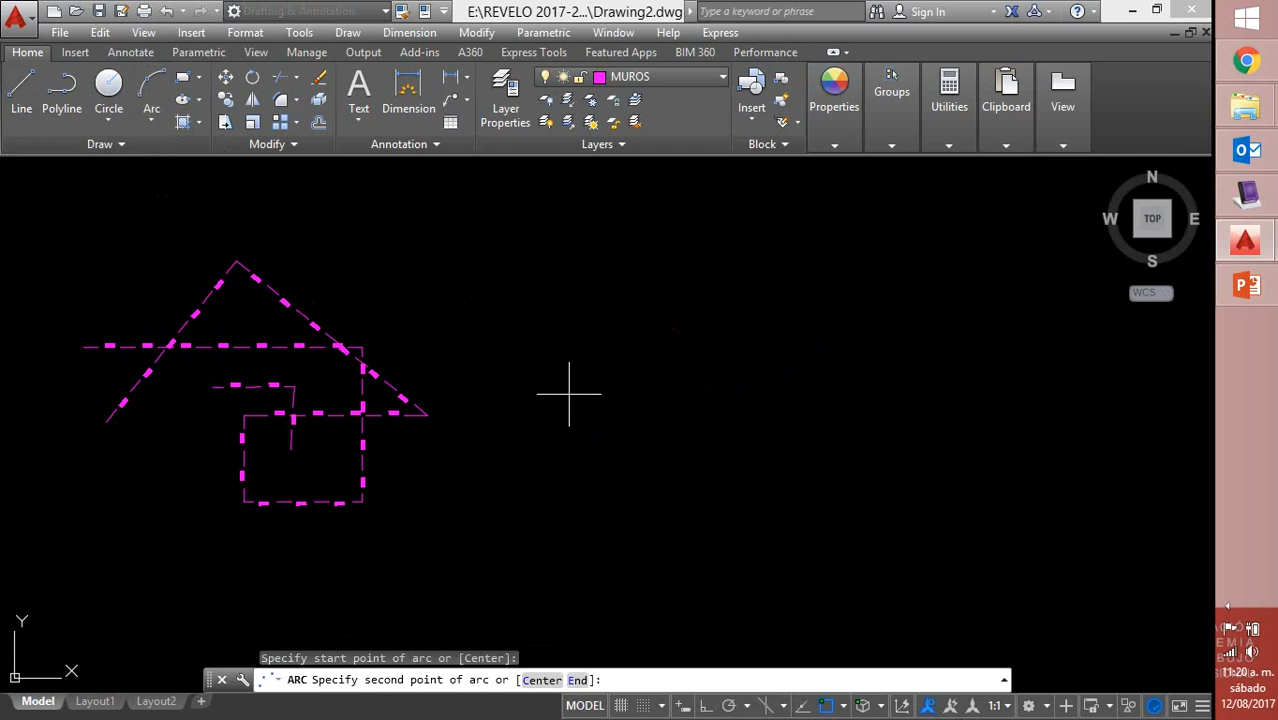 Drafting & Annotation
E:\REVELO 2017-2...\Drawing2.dwg
Type a keyword or phrase
Sign In
File Edit View Insert Format Tools Draw Dimension Modify Parametric Window Help Express
Home Insert Annotate Parametric View Manage Output Add-ins A360 Express Tools Featured Apps BIM 360 Performance
MUROS
Line Polyline Circle Arc Text Dimension Layer Properties Insert Properties Groups Utilities Clipboard View
Draw Modify Annotation Layers Block
N
W TOP E
S
WCS
Y
X
Specify start point of arc or [Center]:
ARC Specify second point of arc or [Center End]:
Model Layout1 Layout2 +
MODEL
1:1
11:20 a. m.
sábado
12/08/2017